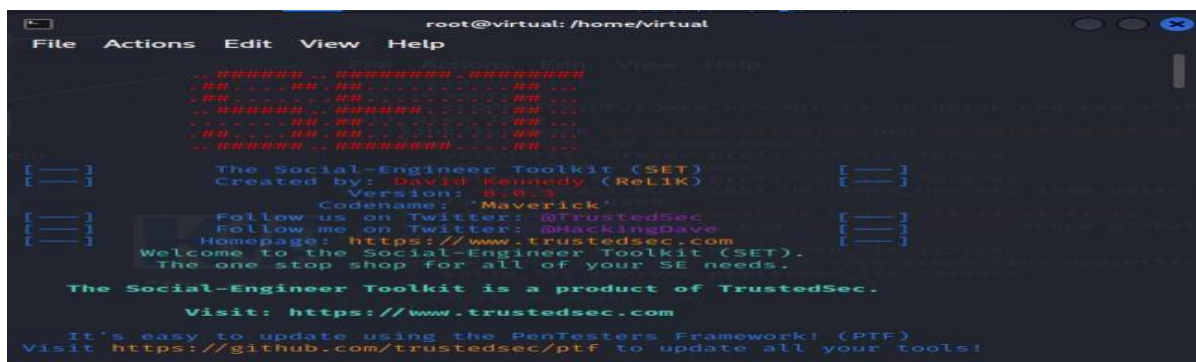 root@virtual: /home/virtual
File Actions Edit View Help
[---] The Social-Engineer Toolkit (SET) [---]
[---] Created by: David Kennedy (ReL1K) [---]
Version: 8.0.3
Codename: 'Maverick'
[---] Follow us on Twitter: @TrustedSec [---]
[---] Follow me on Twitter: @HackingDave [---]
[---] Homepage: https://www.trustedsec.com [---]
Welcome to the Social-Engineer Toolkit (SET).
The one stop shop for all of your SE needs.
The Social-Engineer Toolkit is a product of TrustedSec.
Visit: https://www.trustedsec.com
It's easy to update using the PenTesters Framework! (PTF)
Visit https://github.com/trustedsec/ptf to update all your tools!